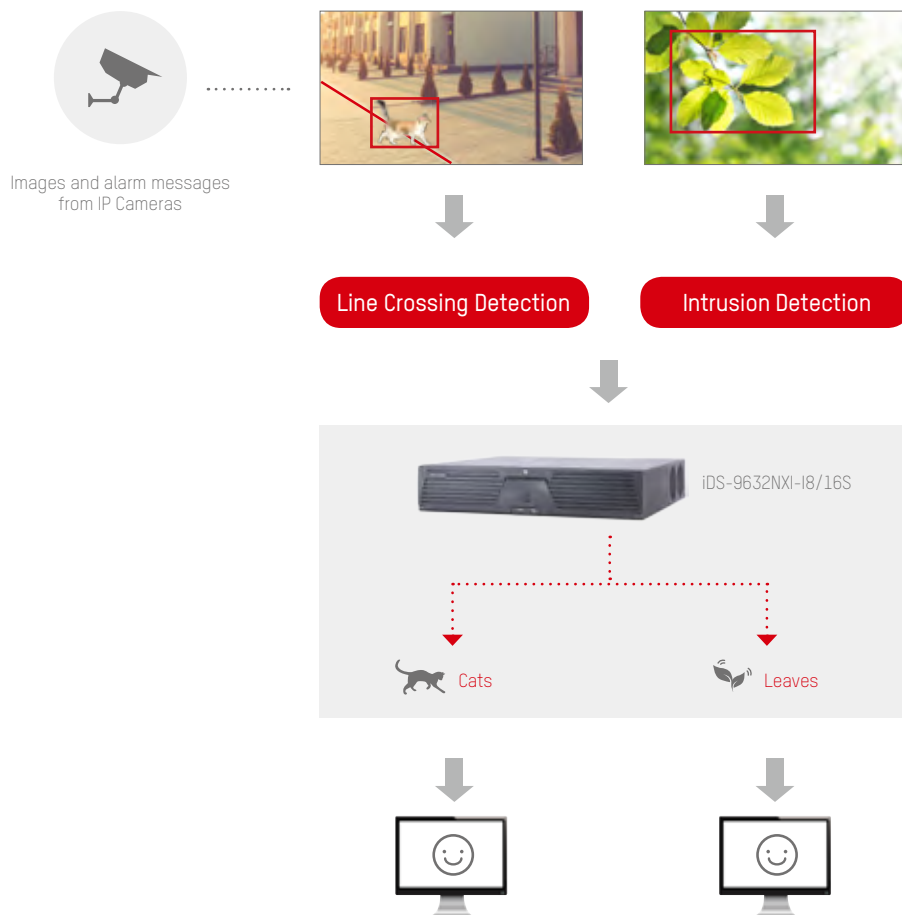 Images and alarm messages
from IP Cameras
Line Crossing Detection
Intrusion Detection
iDS-9632NXI-I8/16S
Cats
Leaves